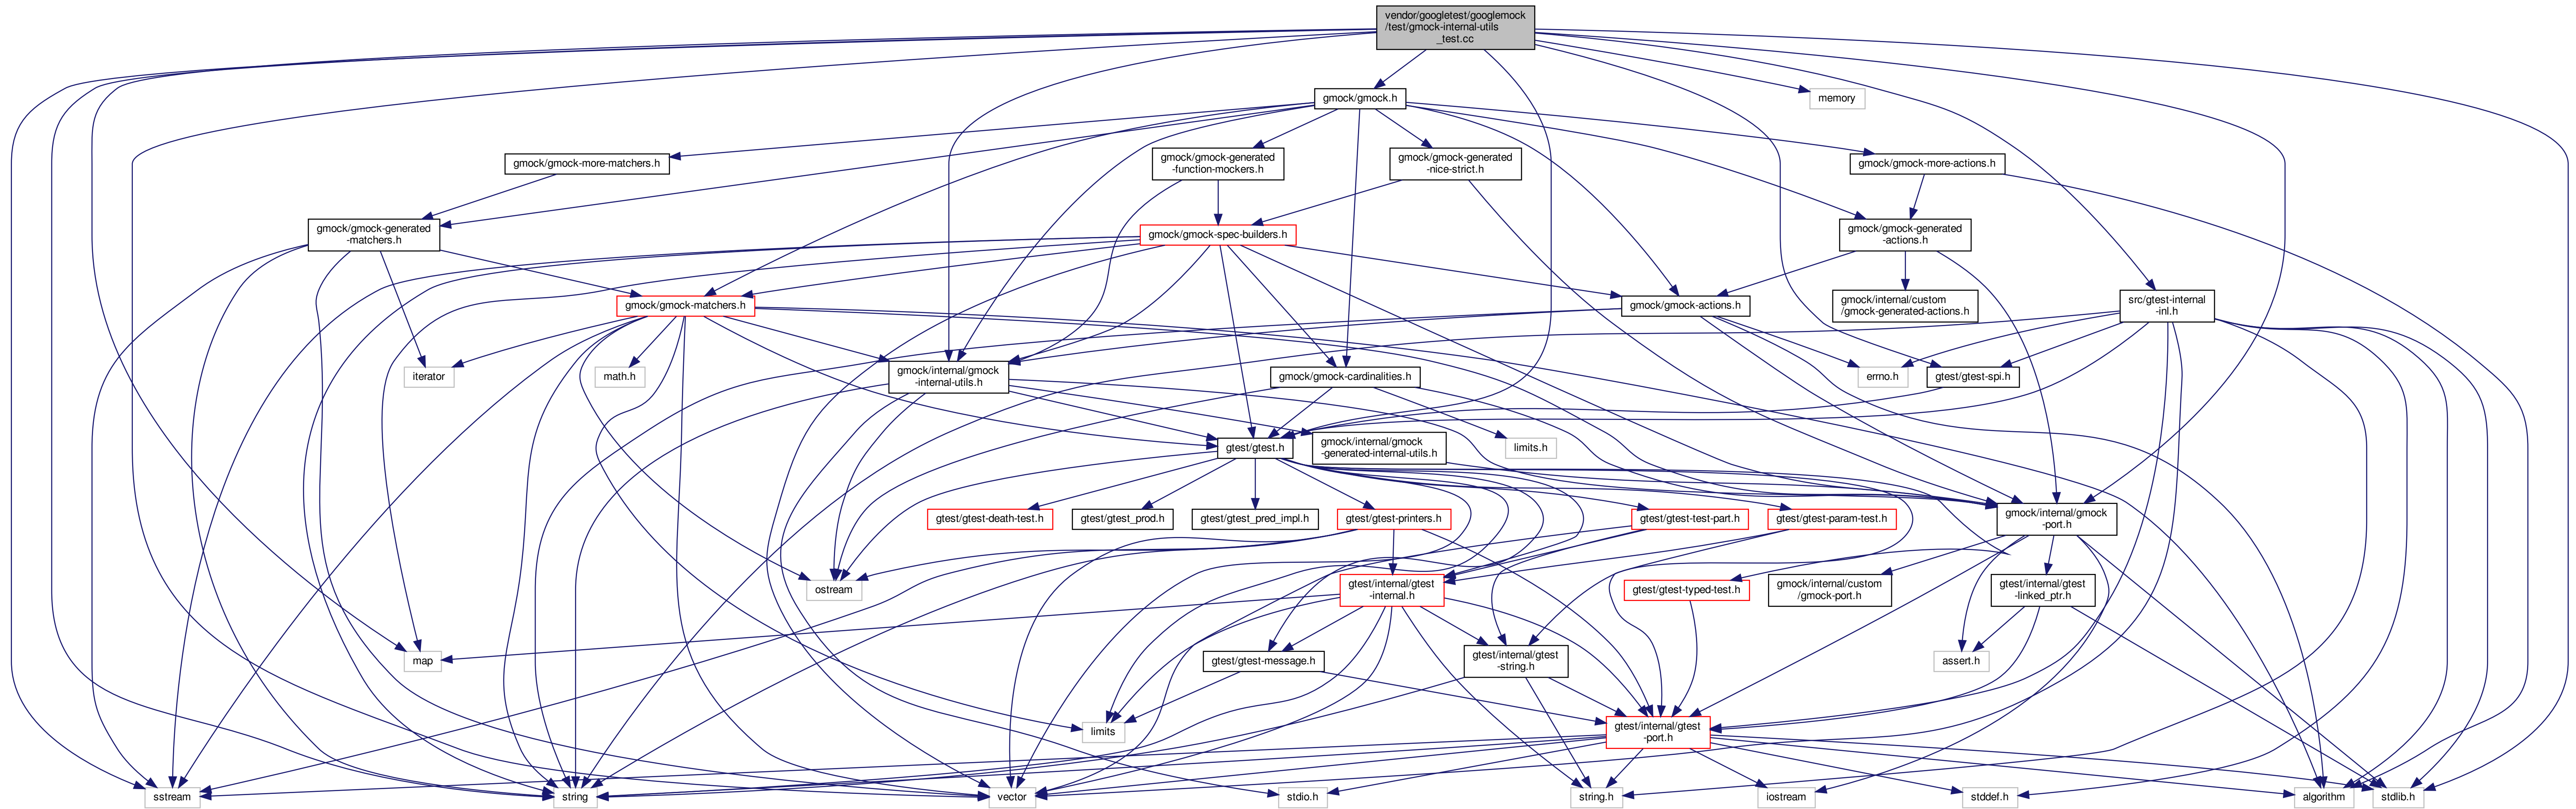 vendor/googletest/googlemock
/test/gmock-internal-utils
_test.cc
gmock/gmock.h
memory
gmock/gmock-more-matchers.h
gmock/gmock-generated
-function-mockers.h
gmock/gmock-generated
-nice-strict.h
gmock/gmock-more-actions.h
gmock/gmock-generated
-matchers.h
gmock/gmock-spec-builders.h
gmock/gmock-generated
-actions.h
gmock/gmock-matchers.h
gmock/gmock-actions.h
gmock/internal/custom
/gmock-generated-actions.h
src/gtest-internal
-inl.h
iterator
math.h
gmock/internal/gmock
-internal-utils.h
gmock/gmock-cardinalities.h
errno.h
gtest/gtest-spi.h
gtest/gtest.h
gmock/internal/gmock
-generated-internal-utils.h
limits.h
gtest/gtest-death-test.h
gtest/gtest_prod.h
gtest/gtest_pred_impl.h
gtest/gtest-printers.h
gtest/gtest-test-part.h
gtest/gtest-param-test.h
gmock/internal/gmock
-port.h
ostream
gtest/internal/gtest
-internal.h
gtest/gtest-typed-test.h
gmock/internal/custom
/gmock-port.h
gtest/internal/gtest
-linked_ptr.h
map
gtest/gtest-message.h
gtest/internal/gtest
-string.h
assert.h
limits
gtest/internal/gtest
-port.h
sstream
string
vector
stdio.h
string.h
iostream
stddef.h
algorithm
stdlib.h